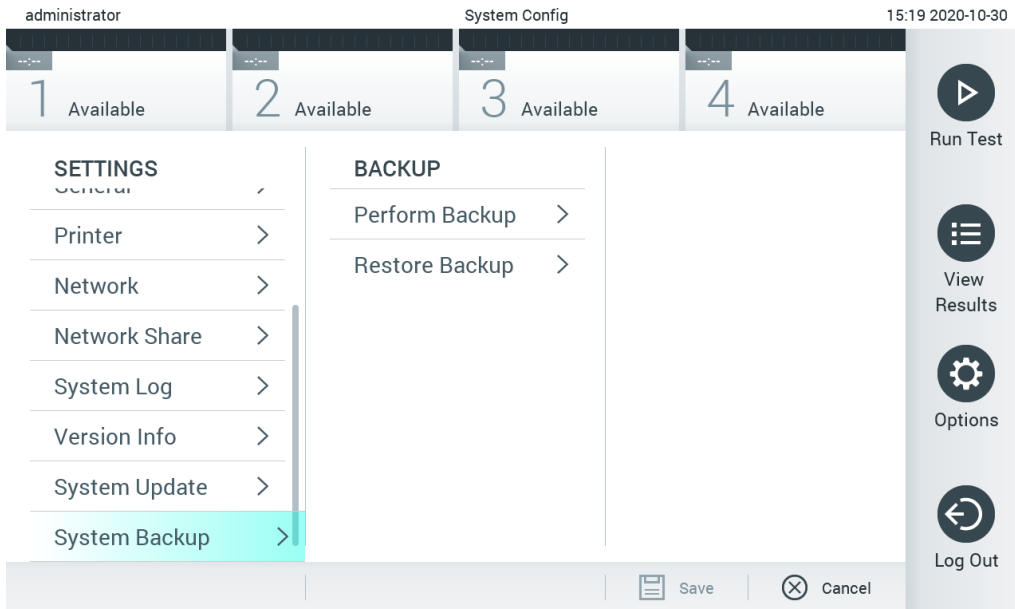 administrator
System Config
15:19 2020-10-30
--:--
--:--
--:--
--:--
1 Available
2 Available
3 Available
4 Available
SETTINGS
General
Printer
Network
Network Share
System Log
Version Info
System Update
System Backup
BACKUP
Perform Backup
Restore Backup
Run Test
View
Results
Options
Log Out
Save
Cancel